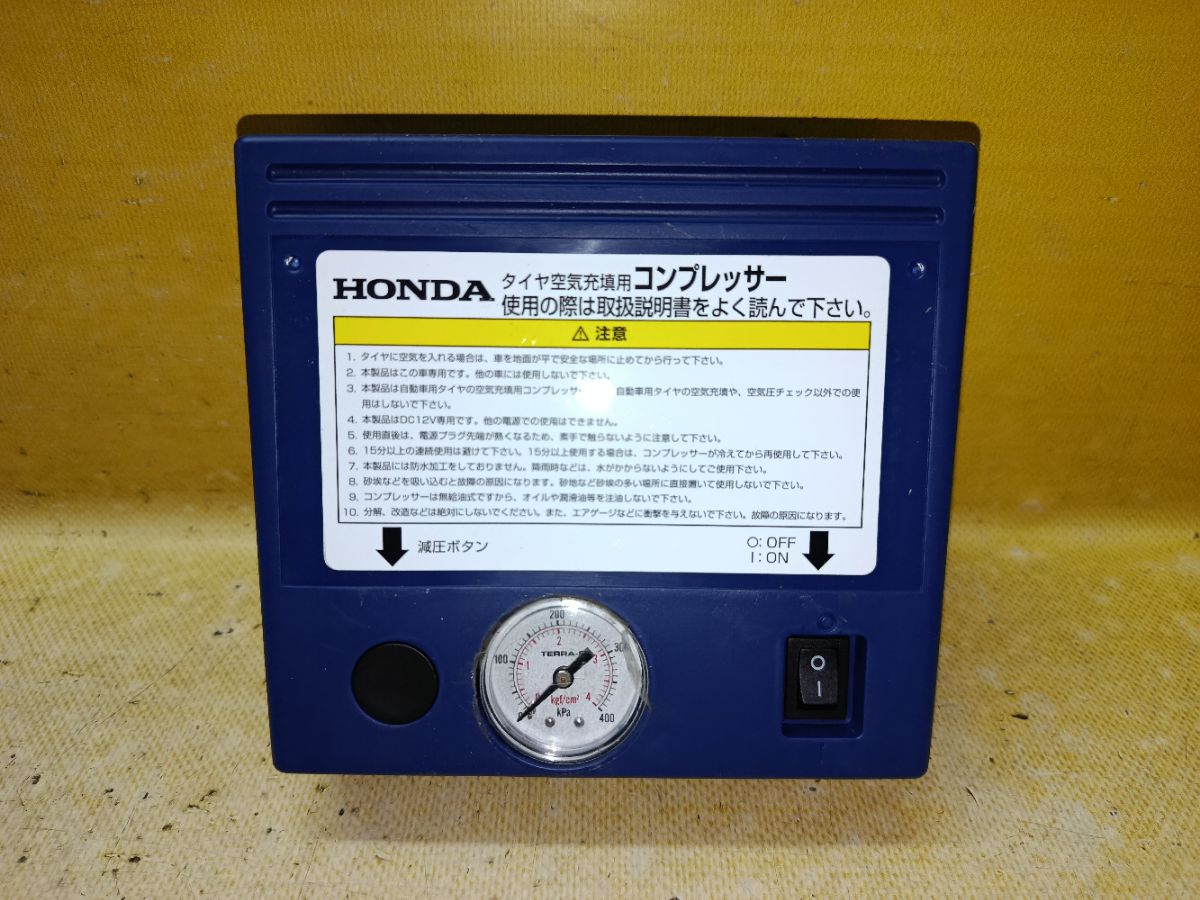 HONDA タイヤ空気充填用コンプレッサー
使用の際は取扱説明書をよく読んで下さい。
⚠ 注意
1. タイヤに空気を入れる場合は、車を地面が平で安全な場所に止めてから行って下さい。
2. 本製品はこの車専用です。他の車には使用しないで下さい。
3. 本製品は自動車用タイヤの空気充填用コンプレッサー 自動車用タイヤの空気充填や、空気圧チェック以外での使
用はしないで下さい。
4. 本製品はDC12V専用です。他の電源での使用はできません。
5. 使用直後は、電源プラグ先端が熱くなるため、素手で触らないように注意して下さい。
6. 15分以上の連続使用は避けて下さい。15分以上使用する場合は、コンプレッサーが冷えてから再使用して下さい。
7. 本製品には防水加工をしておりません。降雨時などは、水がかからないようにしてご使用下さい。
8. 砂埃などを吸い込むと故障の原因になります。砂地など砂埃の多い場所に直接置いて使用しないで下さい。
9. コンプレッサーは無給油式ですから、オイルや潤滑油等を注油しないで下さい。
10. 分解、改造などは絶対にしないでください。また、エアゲージなどに衝撃を与えないで下さい。故障の原因になります。
減圧ボタン
○: OFF
I: ON
200
100
2
1 3
4
kgf/cm²
kPa
400
○
I